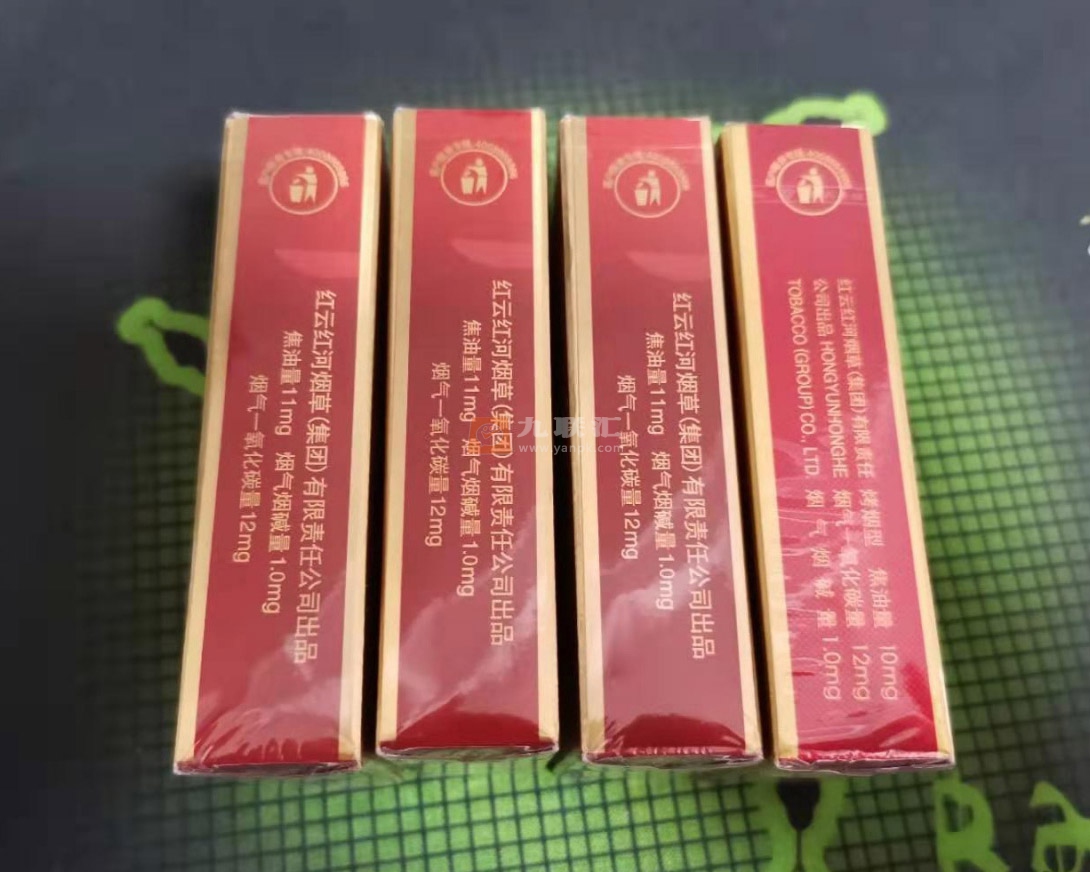 红云红河烟草(集团)有限责任公司出品
焦油量11mg 烟气烟碱量1.0mg
烟气一氧化碳量12mg
红云红河烟草(集团)有限责任公司出品
焦油量11mg 烟气烟碱量1.0mg
烟气一氧化碳量12mg
红云红河烟草(集团)有限责任公司出品
焦油量11mg 烟气烟碱量1.0mg
烟气一氧化碳量12mg
红云红河烟草(集团)有限责任
公司出品 HONGYUNHONGHE
TOBACCO (GROUP) CO., LTD.
烤烟型 焦油量 10mg
烟气一氧化碳量 12mg
烟气烟碱量 1.0mg
九联汇